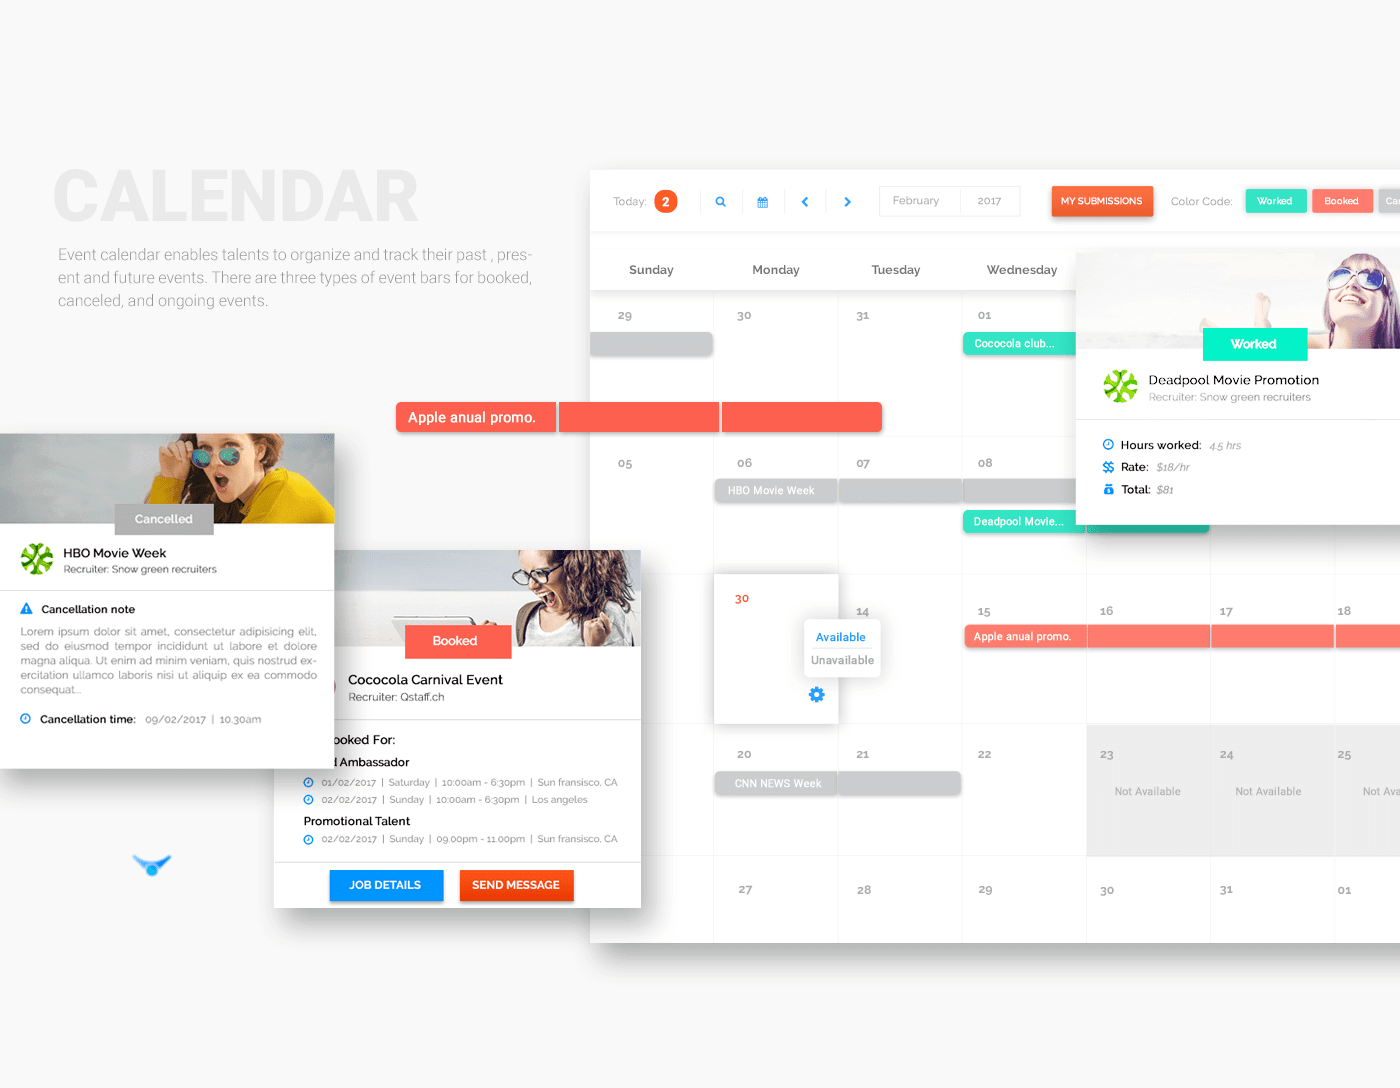 CALENDAR
Event calendar enables talents to organize and track their past , pres-
ent and future events. There are three types of event bars for booked,
canceled, and ongoing events.
Today: 2
February 2017
MY SUBMISSIONS
Color Code:
Worked
Booked
Sunday Monday Tuesday Wednesday
29 30 31 01
Cococola club...
Apple anual promo.
05 06 07 08
HBO Movie Week
Deadpool Movie...
30
Available
Unavailable
14 15 16 17 18
Apple anual promo.
20 21 22 23 24 25
CNN NEWS Week
Not Available Not Available Not
27 28 29 30 31 01
Worked
Deadpool Movie Promotion
Recruiter: Snow green recruiters
Hours worked: 4.5 hrs
Rate: $18/hr
Total: $81
Cancelled
HBO Movie Week
Recruiter: Snow green recruiters
Cancellation note
Lorem ipsum dolor sit amet, consectetur adipisicing elit,
sed do eiusmod tempor incididunt ut labore et dolore
magna aliqua. Ut enim ad minim veniam, quis nostrud ex-
ercitation ullamco laboris nisi ut aliquip ex ea commodo
consequat...
Cancellation time: 09/02/2017 | 10.30am
Booked
Cococola Carnival Event
Recruiter: Qstaff.ch
ooked For:
d Ambassador
01/02/2017 | Saturday | 10:00am - 6:30pm | Sun fransisco, CA
02/02/2017 | Sunday | 10:00am - 6:30pm | Los angeles
Promotional Talent
02/02/2017 | Sunday | 09.00pm - 11.00pm | Sun fransisco, CA
JOB DETAILS
SEND MESSAGE